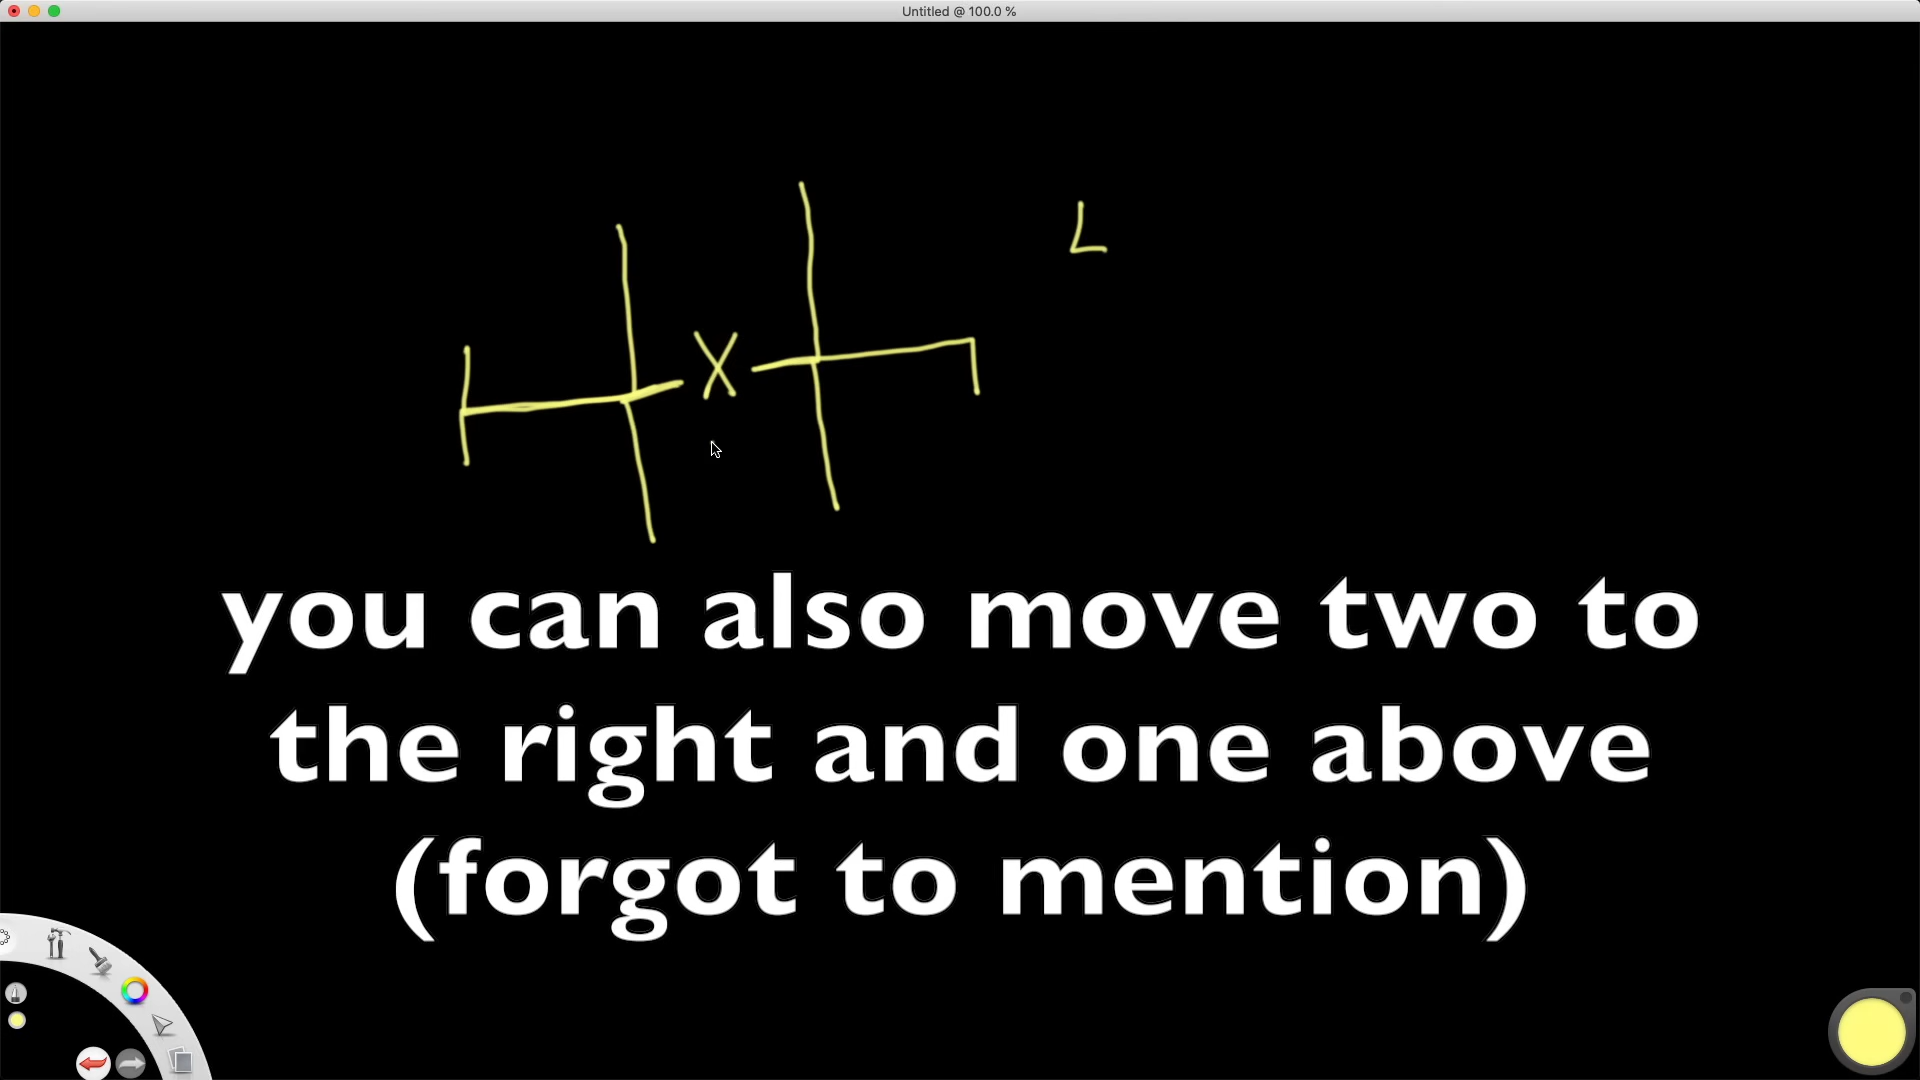 Untitled @ 100.0 %
L
X
you can also move two to
the right and one above
(forgot to mention)